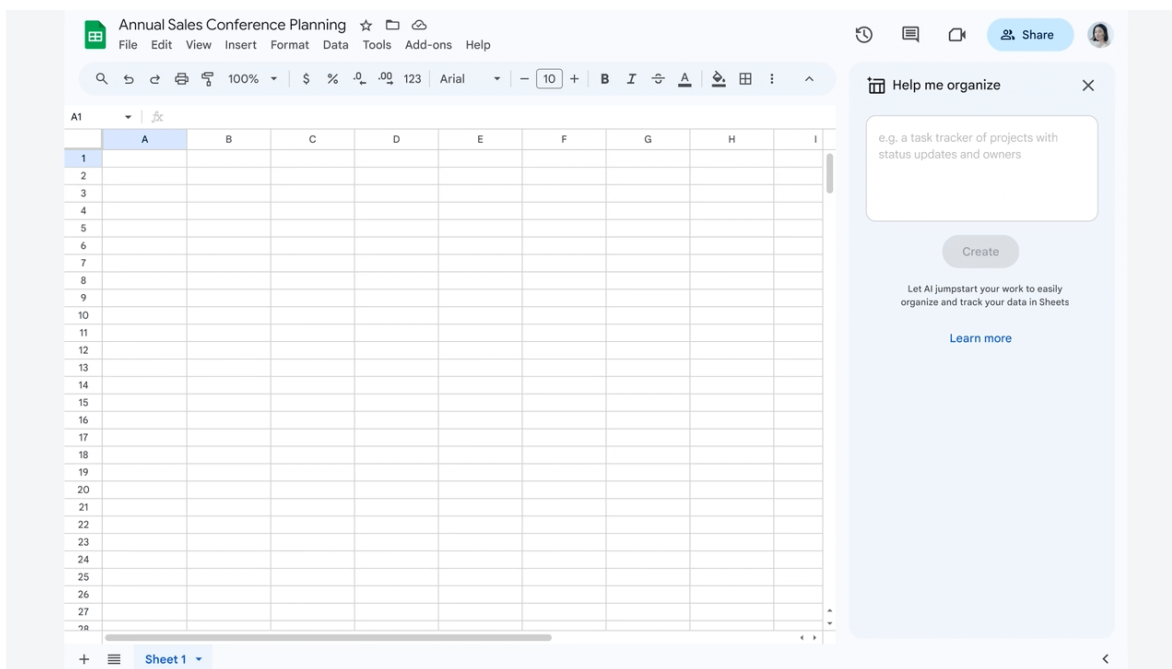 Annual Sales Conference Planning
File Edit View Insert Format Data Tools Add-ons Help
Share
100% $ % .0 .00 123 Arial 10 B I S A
Help me organize
e.g. a task tracker of projects with
status updates and owners
Create
Let AI jumpstart your work to easily
organize and track your data in Sheets
Learn more
A1 fx
A B C D E F G H I
1
2
3
4
5
6
7
8
9
10
11
12
13
14
15
16
17
18
19
20
21
22
23
24
25
26
27
28
Sheet 1